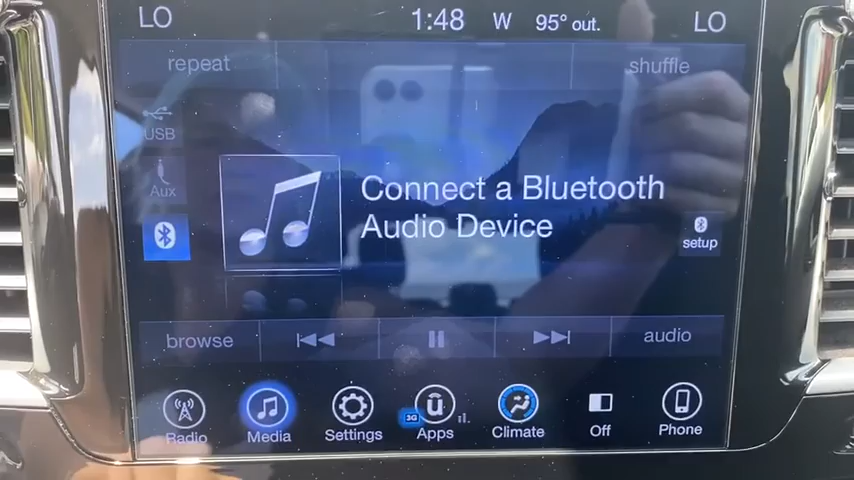 LO 1:48 W 95° out. LO
repeat shuffle
USB
Aux
Connect a Bluetooth
Audio Device
setup
browse audio
Radio Media Settings 3G Apps Climate Off Phone